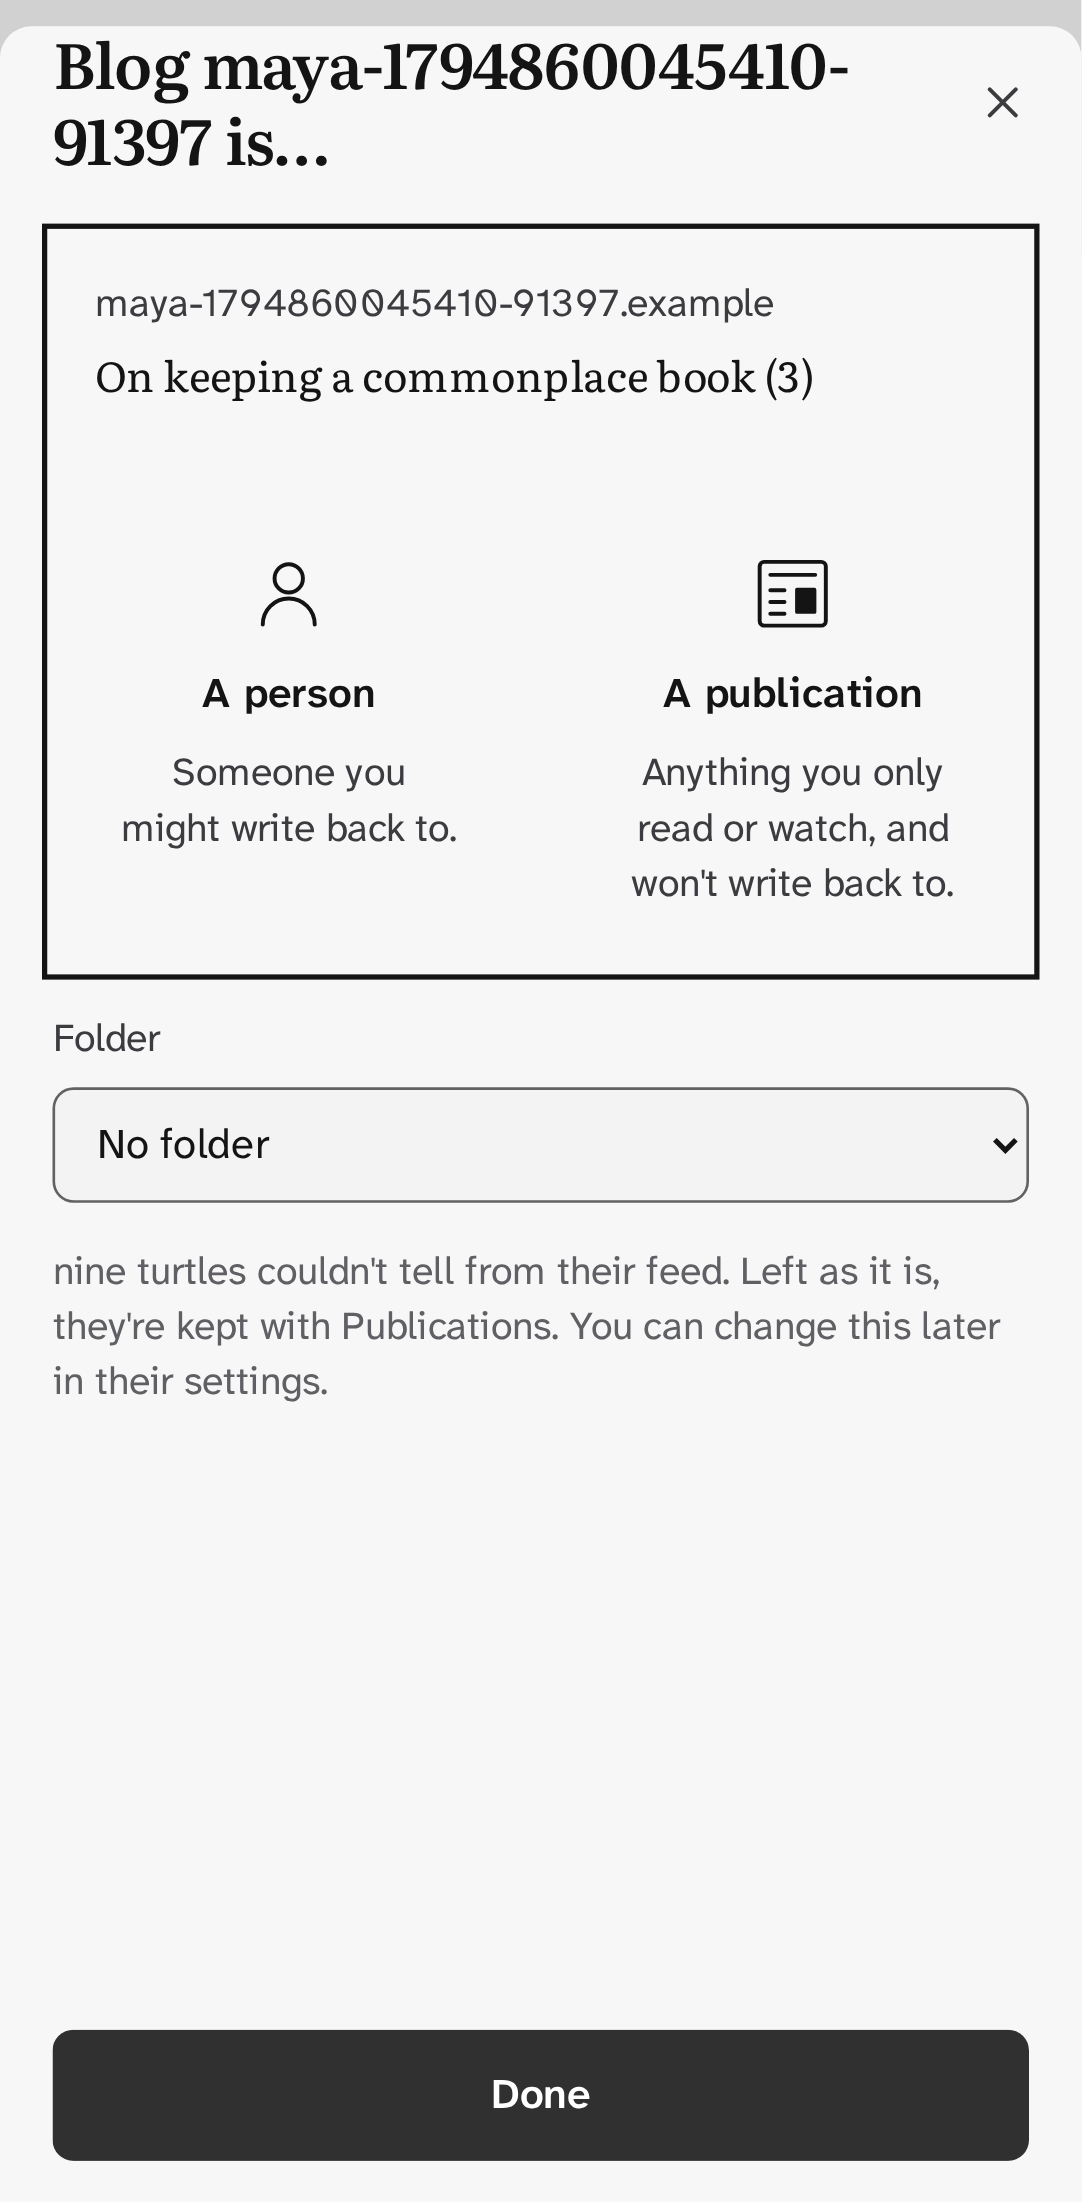 Blog maya-1794860045410-
91397 is…
maya-1794860045410-91397.example
On keeping a commonplace book (3)
A person
Someone you
might write back to.
A publication
Anything you only
read or watch, and
won't write back to.
Folder
No folder
nine turtles couldn't tell from their feed. Left as it is,
they're kept with Publications. You can change this later
in their settings.
Done